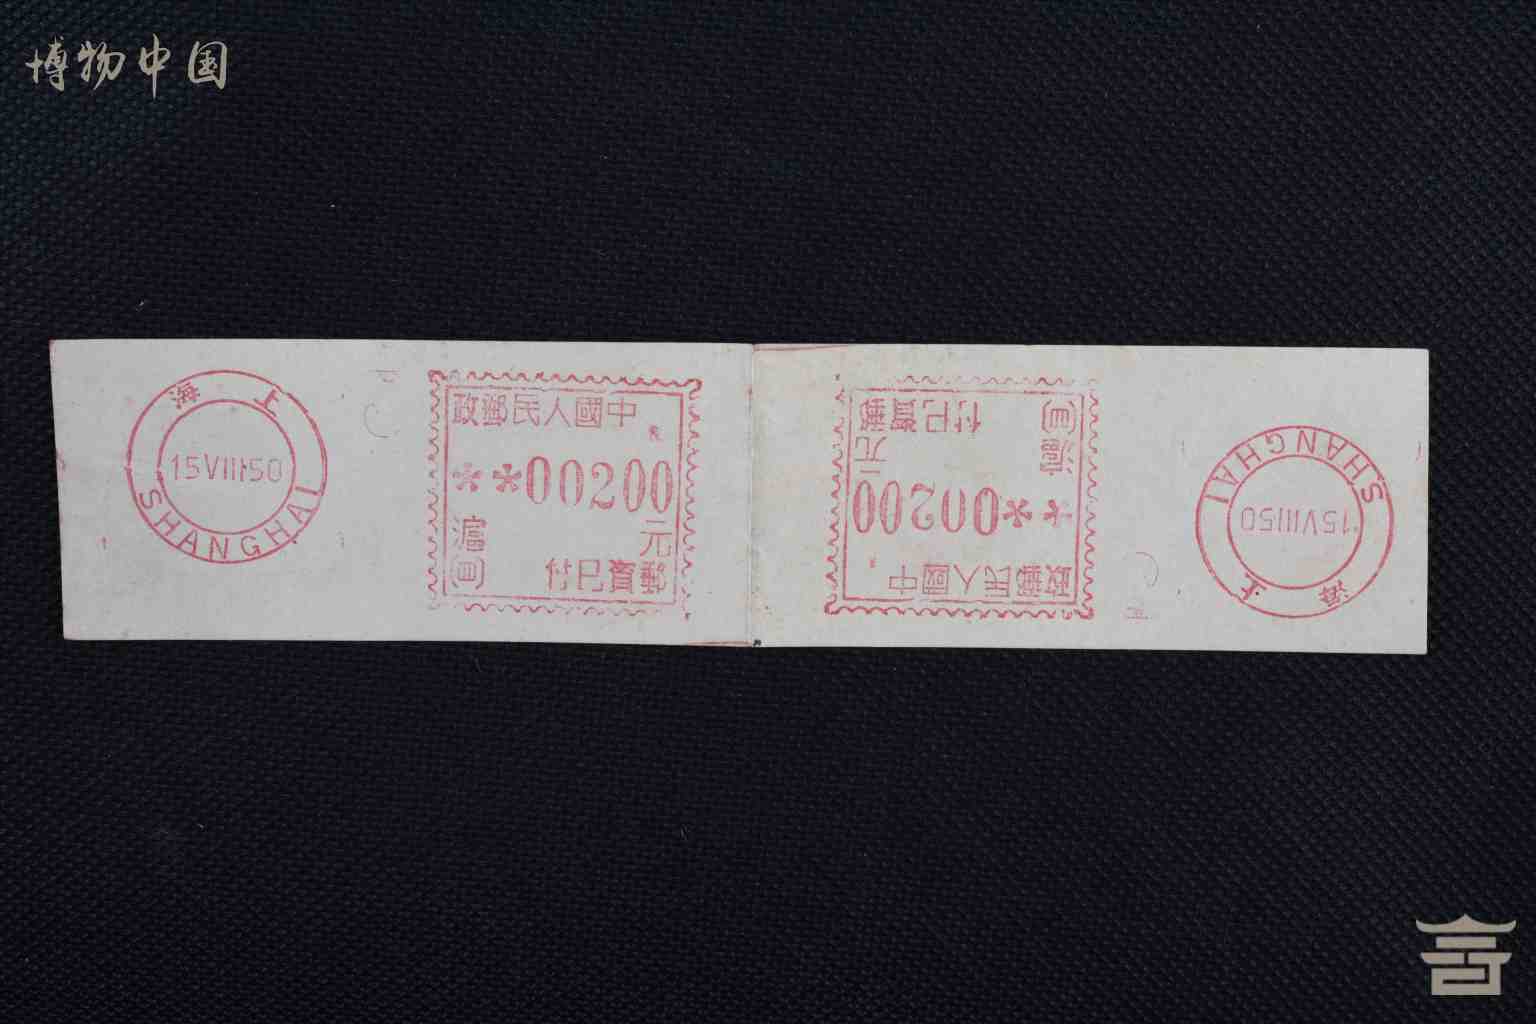 博物中国
上海
15VIII50
SHANGHAI
政郵民人國中
**00200
滬 元
(四) 付已資郵
(四) 付已資郵
滬 元
**00200
政郵民人國中
SHANGHAI
15VIII50
上海